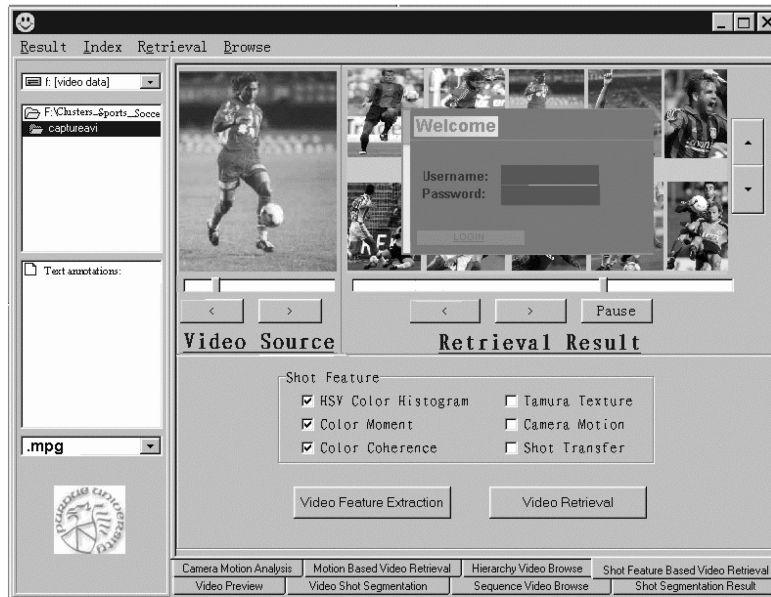 Result Index Retrieval Browse
f: [video data]
F:\Clusters_Sports_Socce
captureavi
Text annotations:
.mpg
Welcome
Username:
Password:
LOGIN
< >
Video Source
< > Pause
Retrieval Result
Shot Feature
HSV Color Histogram
Tamura Texture
Color Moment
Camera Motion
Color Coherence
Shot Transfer
Video Feature Extraction
Video Retrieval
Camera Motion Analysis
Motion Based Video Retrieval
Hierarchy Video Browse
Shot Feature Based Video Retrieval
Video Preview
Video Shot Segmentation
Sequence Video Browse
Shot Segmentation Result